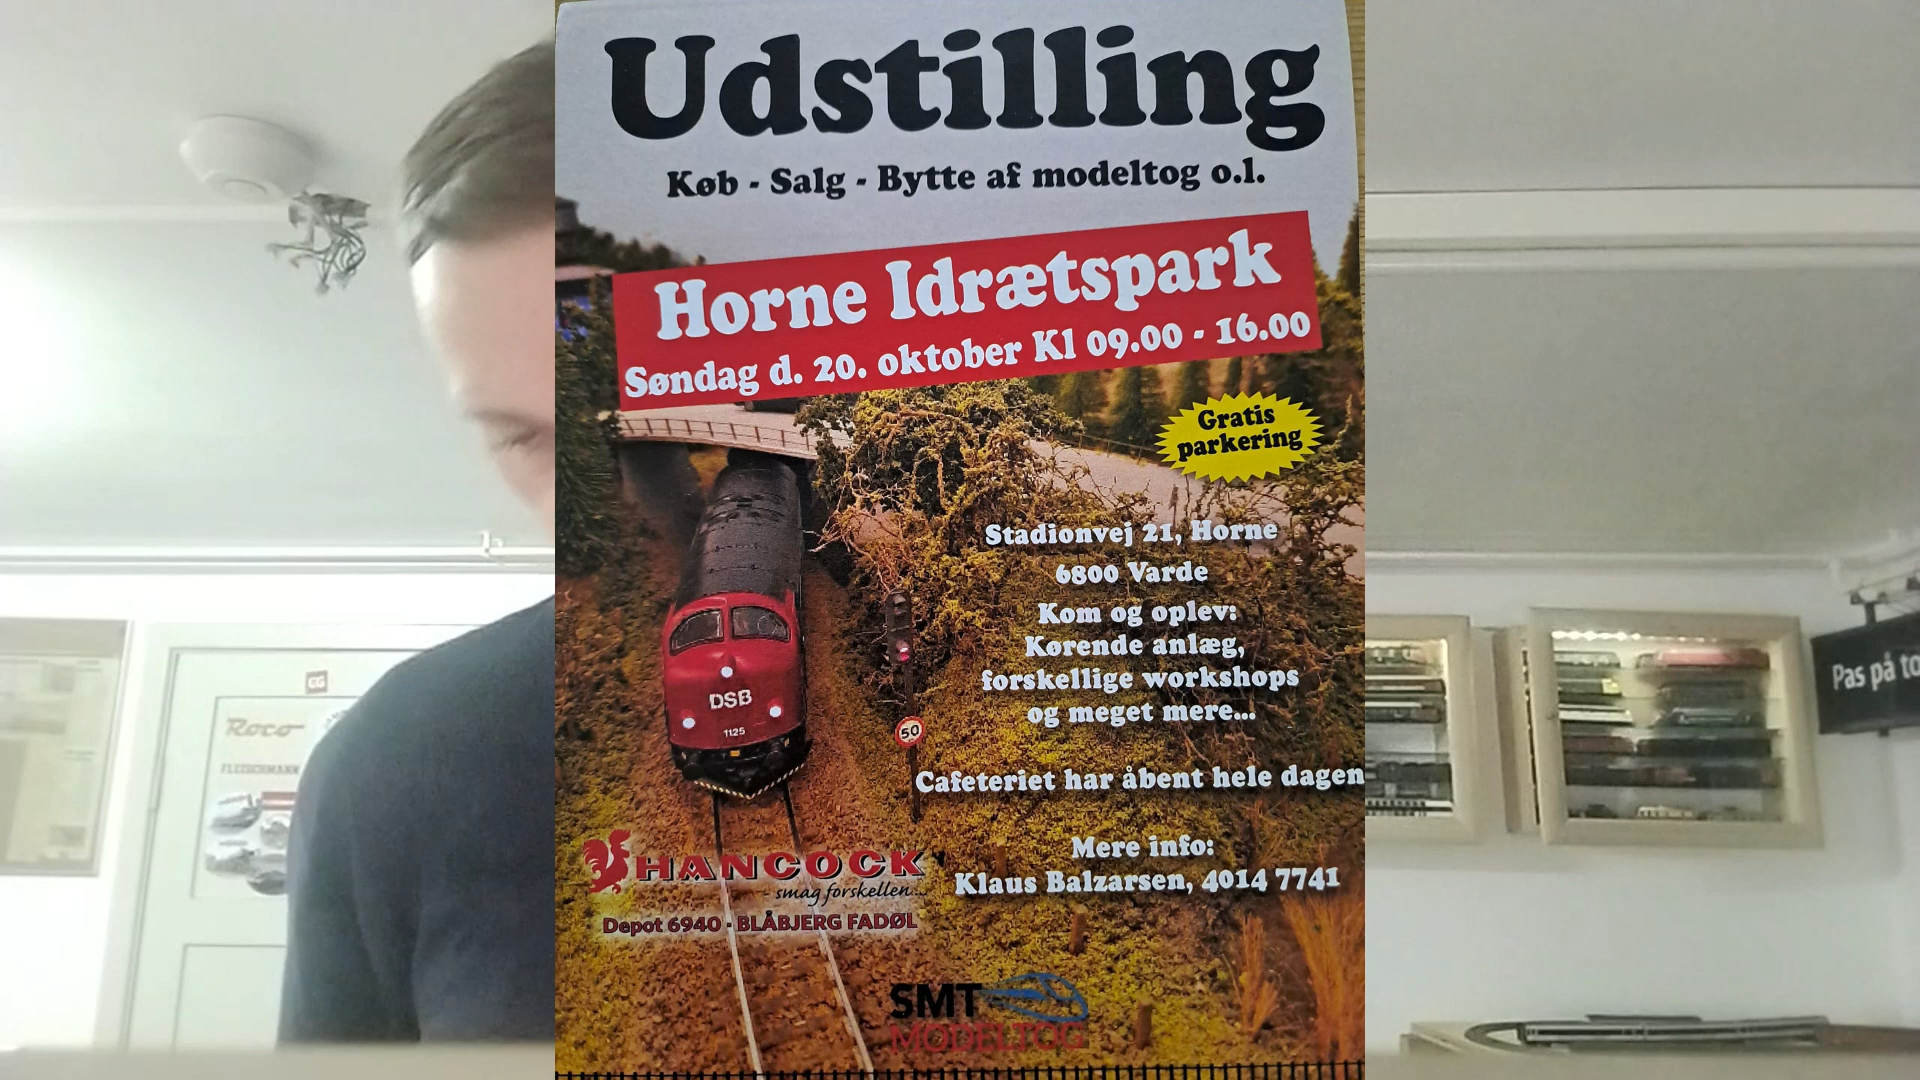 Udstilling
Køb - Salg - Bytte af modeltog o.l.
Horne Idrætspark
Søndag d. 20. oktober Kl 09.00 - 16.00
Gratis
parkering
Stadionvej 21, Horne
6800 Varde
Kom og oplev:
Kørende anlæg,
forskellige workshops
og meget mere...
Cafeteriet har åbent hele dagen
Mere info:
Klaus Balzarsen, 4014 7741
DSB
1125
50
HANCOCK
smag forskellen...
Depot 6940 - BLÅBJERG FADØL
SMT
MODELTOG
CG
Roco
FLEISCHMANN
Pas på to